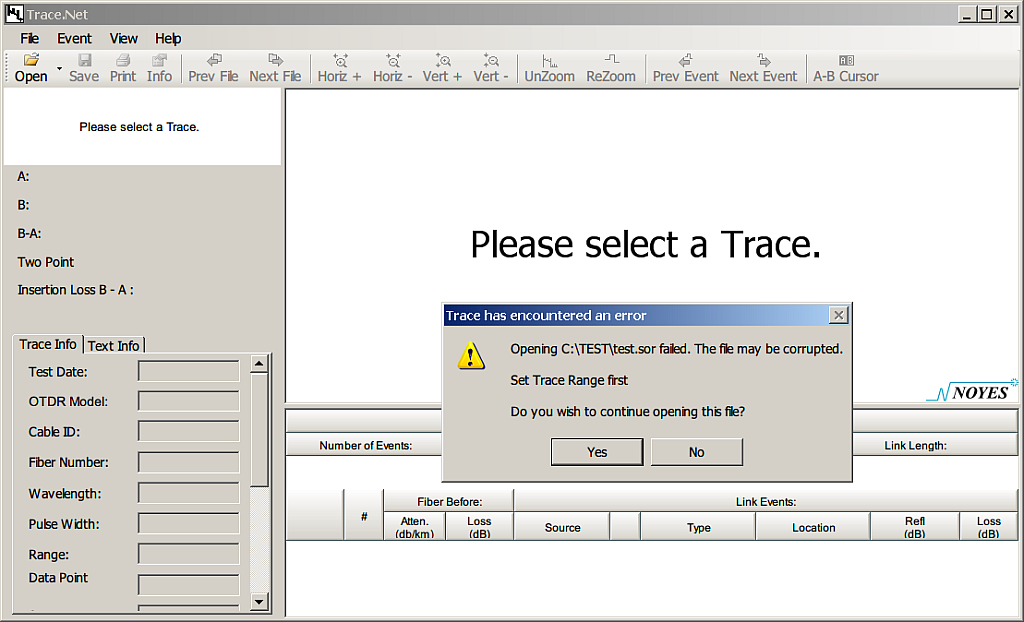 Trace.Net
File Event View Help
Open Save Print Info Prev File Next File Horiz + Horiz - Vert + Vert - UnZoom ReZoom Prev Event Next Event A-B Cursor
Please select a Trace.
A:
B:
B-A:
Two Point
Insertion Loss B - A :
Please select a Trace.
Trace Info Text Info
Test Date:
OTDR Model:
Cable ID:
Fiber Number:
Wavelength:
Pulse Width:
Range:
Data Point
Trace has encountered an error
Opening C:\TEST\test.sor failed. The file may be corrupted.
Set Trace Range first
Do you wish to continue opening this file?
Yes No
NOYES
Number of Events: Link Length:
# Fiber Before: Link Events:
Atten. (db/km) Loss (dB) Source Type Location Refl (dB) Loss (dB)